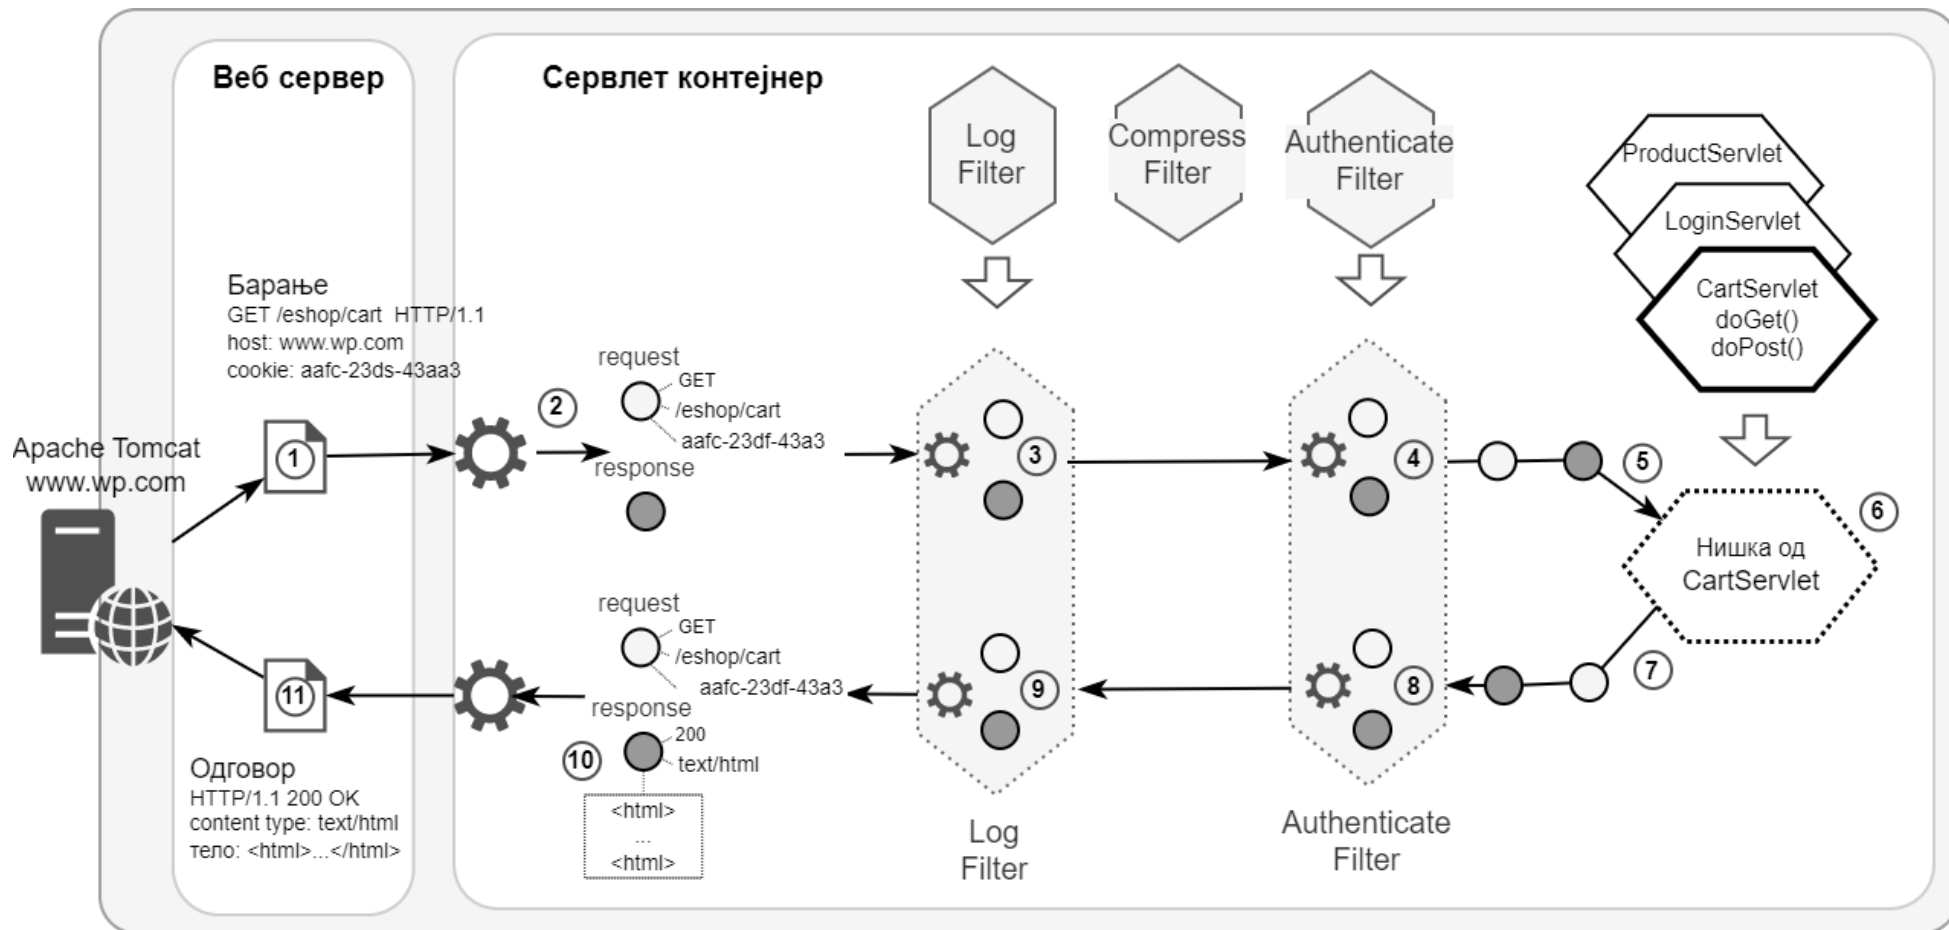 Веб сервер
Сервлет контејнер
Log
Filter
Compress
Filter
Authenticate
Filter
ProductServlet
LoginServlet
CartServlet
doGet()
doPost()
Барање
GET /eshop/cart HTTP/1.1
host: www.wp.com
cookie: aafc-23ds-43aa3
Apache Tomcat
www.wp.com
1
2
request
GET
/eshop/cart
aafc-23df-43a3
response
3
4
5
6
Нишка од
CartServlet
7
8
9
request
GET
/eshop/cart
aafc-23df-43a3
response
200
text/html
10
<html>
...
<html>
11
Одговор
HTTP/1.1 200 OK
content type: text/html
тело: <html>...</html>
Log
Filter
Authenticate
Filter